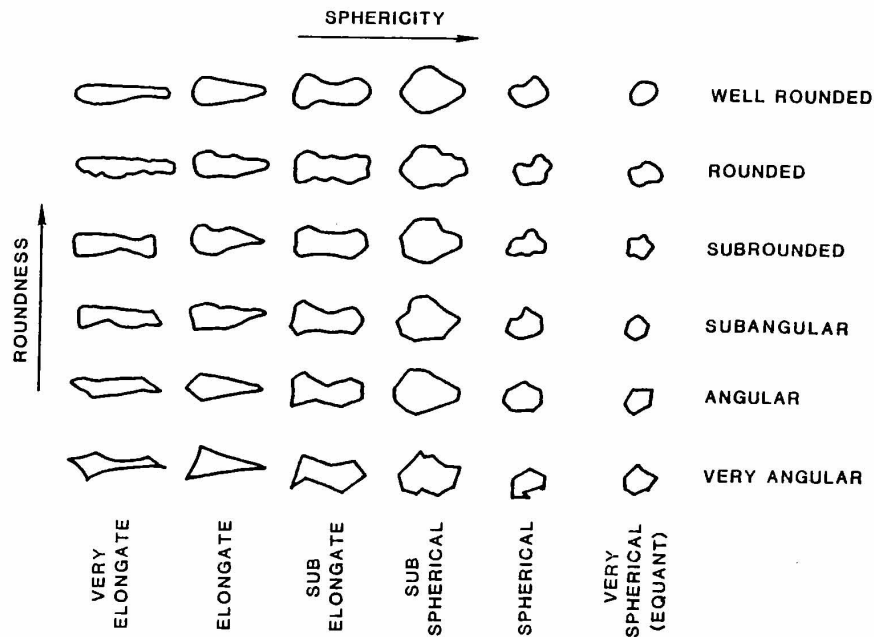 SPHERICITY
WELL ROUNDED
ROUNDED
SUBROUNDED
SUBANGULAR
ANGULAR
VERY ANGULAR
ROUNDNESS
VERY
ELONGATE
ELONGATE
SUB
ELONGATE
SUB
SPHERICAL
SPHERICAL
VERY
SPHERICAL
(EQUANT)